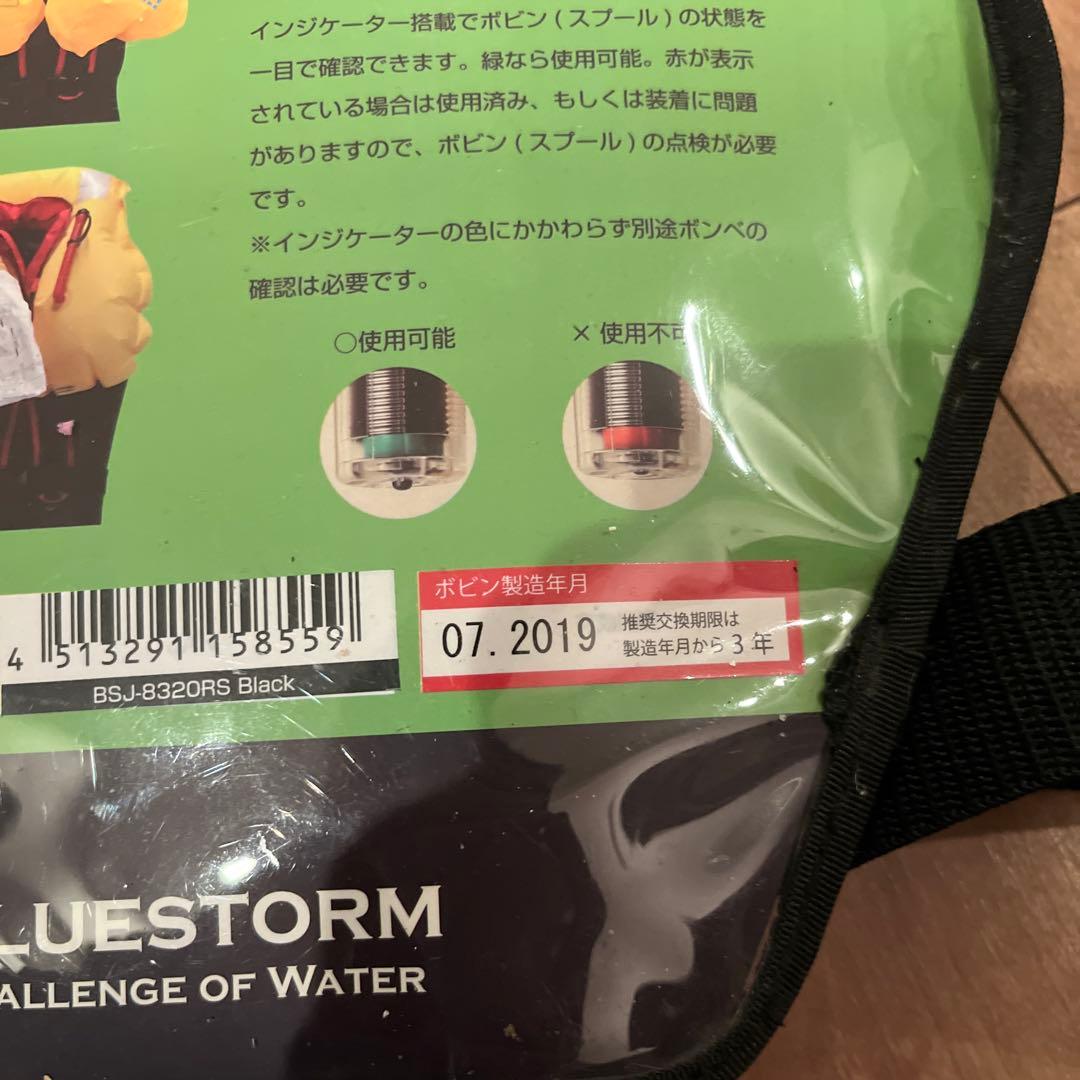 インジケーター搭載でボビン(スプール)の状態を
一目で確認できます。緑なら使用可能。赤が表示
されている場合は使用済み、もしくは装着に問題
がありますので、ボビン(スプール)の点検が必要
です。
※インジケーターの色にかかわらず別途ボンベの
確認は必要です。
○使用可能
× 使用不可
4 513291 158559
BSJ-8320RS Black
ボビン製造年月
07. 2019
推奨交換期限は
製造年月から3年
LUESTORM
ALLENGE OF WATER